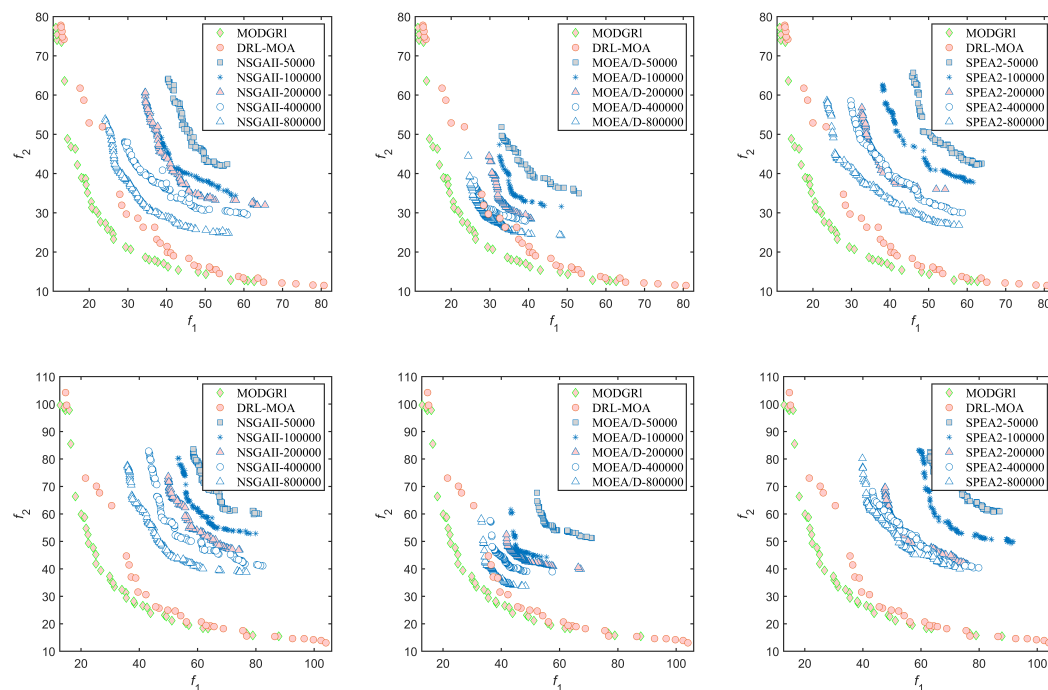 80
70
60
50
40
30
20
10
f2
20 30 40 50 60 70 80
f1
MODGRl
DRL-MOA
NSGAII-50000
NSGAII-100000
NSGAII-200000
NSGAII-400000
NSGAII-800000
80
70
60
50
40
30
20
10
f2
20 30 40 50 60 70 80
f1
MODGRl
DRL-MOA
MOEA/D-50000
MOEA/D-100000
MOEA/D-200000
MOEA/D-400000
MOEA/D-800000
80
70
60
50
40
30
20
10
f2
20 30 40 50 60 70 80
f1
MODGRl
DRL-MOA
SPEA2-50000
SPEA2-100000
SPEA2-200000
SPEA2-400000
SPEA2-800000
110
100
90
80
70
60
50
40
30
20
10
f2
20 40 60 80 100
f1
MODGRl
DRL-MOA
NSGAII-50000
NSGAII-100000
NSGAII-200000
NSGAII-400000
NSGAII-800000
110
100
90
80
70
60
50
40
30
20
10
f2
20 40 60 80 100
f1
MODGRl
DRL-MOA
MOEA/D-50000
MOEA/D-100000
MOEA/D-200000
MOEA/D-400000
MOEA/D-800000
110
100
90
80
70
60
50
40
30
20
10
f2
20 40 60 80 100
f1
MODGRl
DRL-MOA
SPEA2-50000
SPEA2-100000
SPEA2-200000
SPEA2-400000
SPEA2-800000